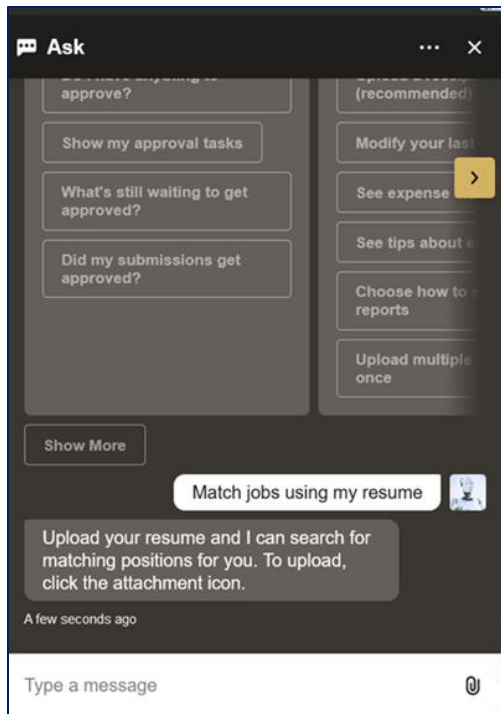 Ask
approve?
(recommended)
Show my approval tasks
Modify your last
What's still waiting to get
approved?
See expense
Did my submissions get
approved?
See tips about
Choose how to
reports
Upload multiple
once
Show More
Match jobs using my resume
Upload your resume and I can search for
matching positions for you. To upload,
click the attachment icon.
A few seconds ago
Type a message